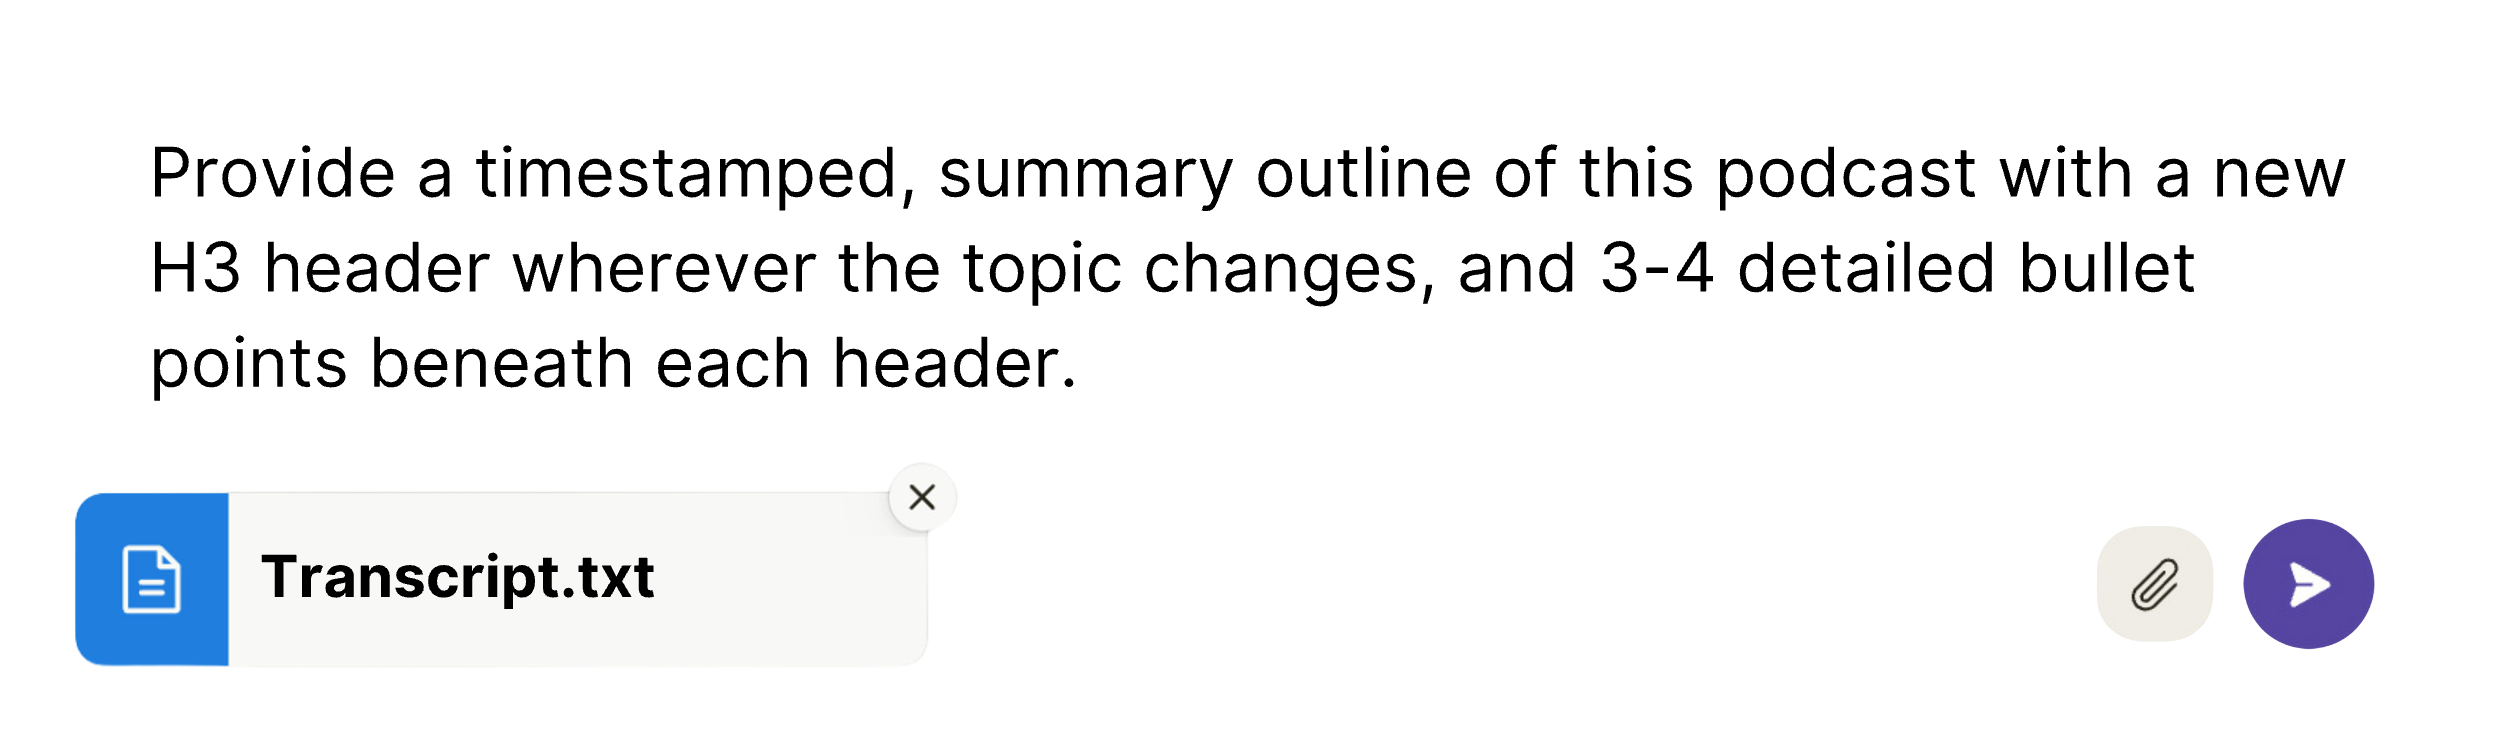 Provide a timestamped, summary outline of this podcast with a new
H3 header wherever the topic changes, and 3-4 detailed bullet
points beneath each header.
Transcript.txt